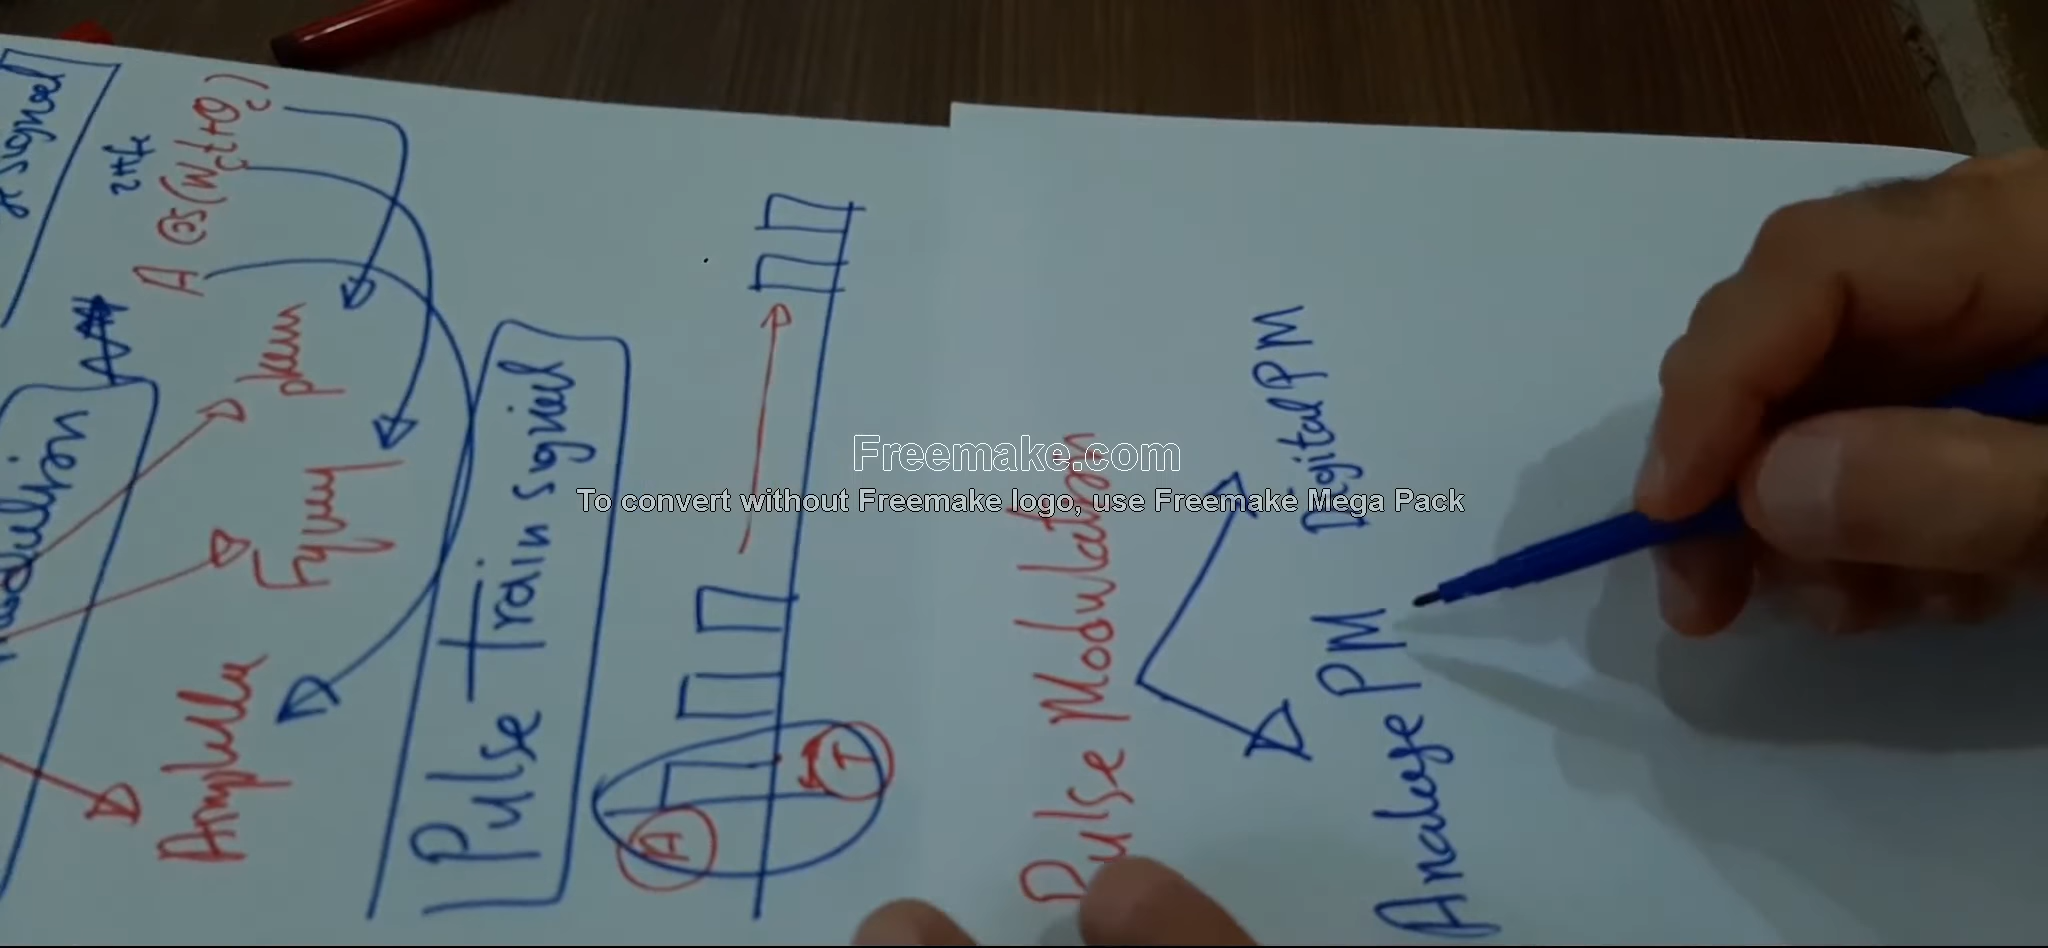 signal
A cos(Wct+θc)
2πfc
phase
Frequency
Amplitude
Pulse Train signal
A
T
Pulse Modulation
Digital PM
Analoge PM
Freemake.com
To convert without Freemake logo, use Freemake Mega Pack